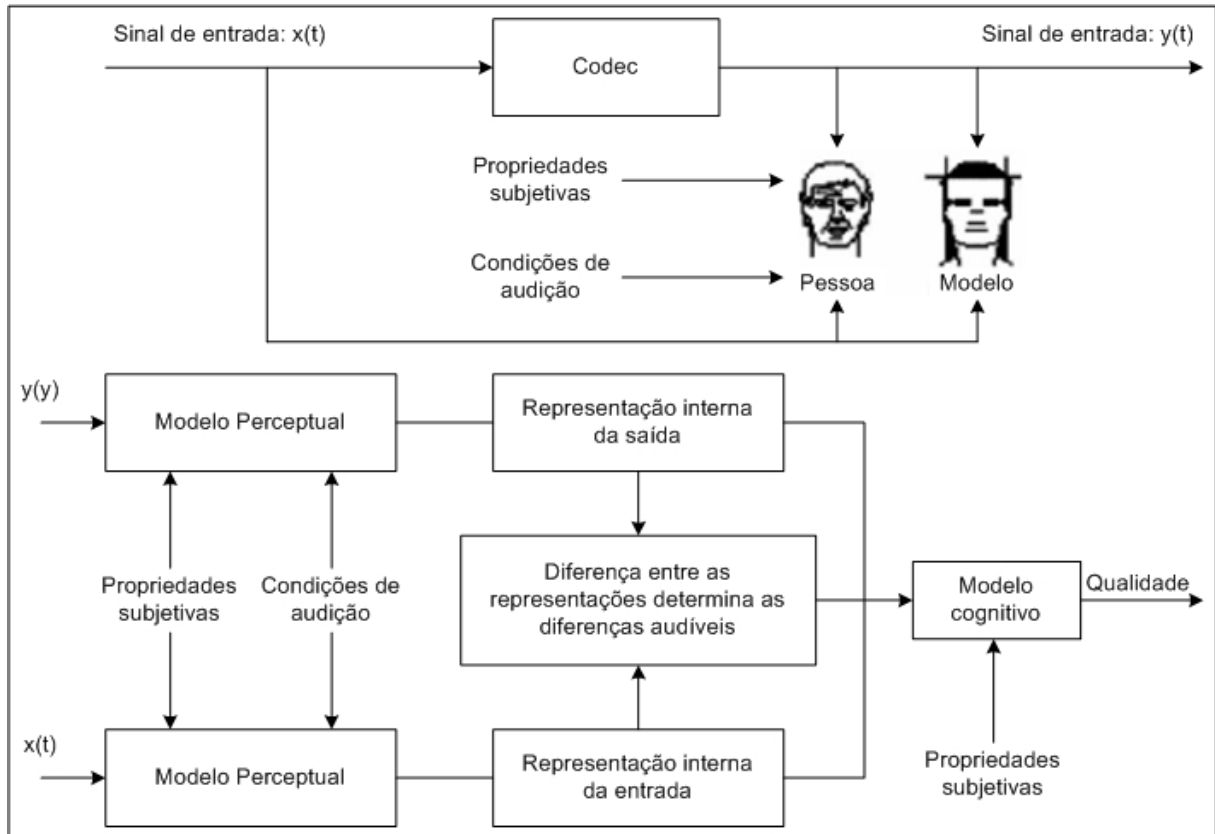 Sinal de entrada: x(t)
Sinal de entrada: y(t)
Codec
Propriedades
subjetivas
Condições de
audição
Pessoa
Modelo
y(y)
Modelo Perceptual
Representação interna
da saída
Propriedades
subjetivas
Condições de
audição
Diferença entre as
representações determina as
diferenças audíveis
Modelo
cognitivo
Qualidade
x(t)
Modelo Perceptual
Representação interna
da entrada
Propriedades
subjetivas